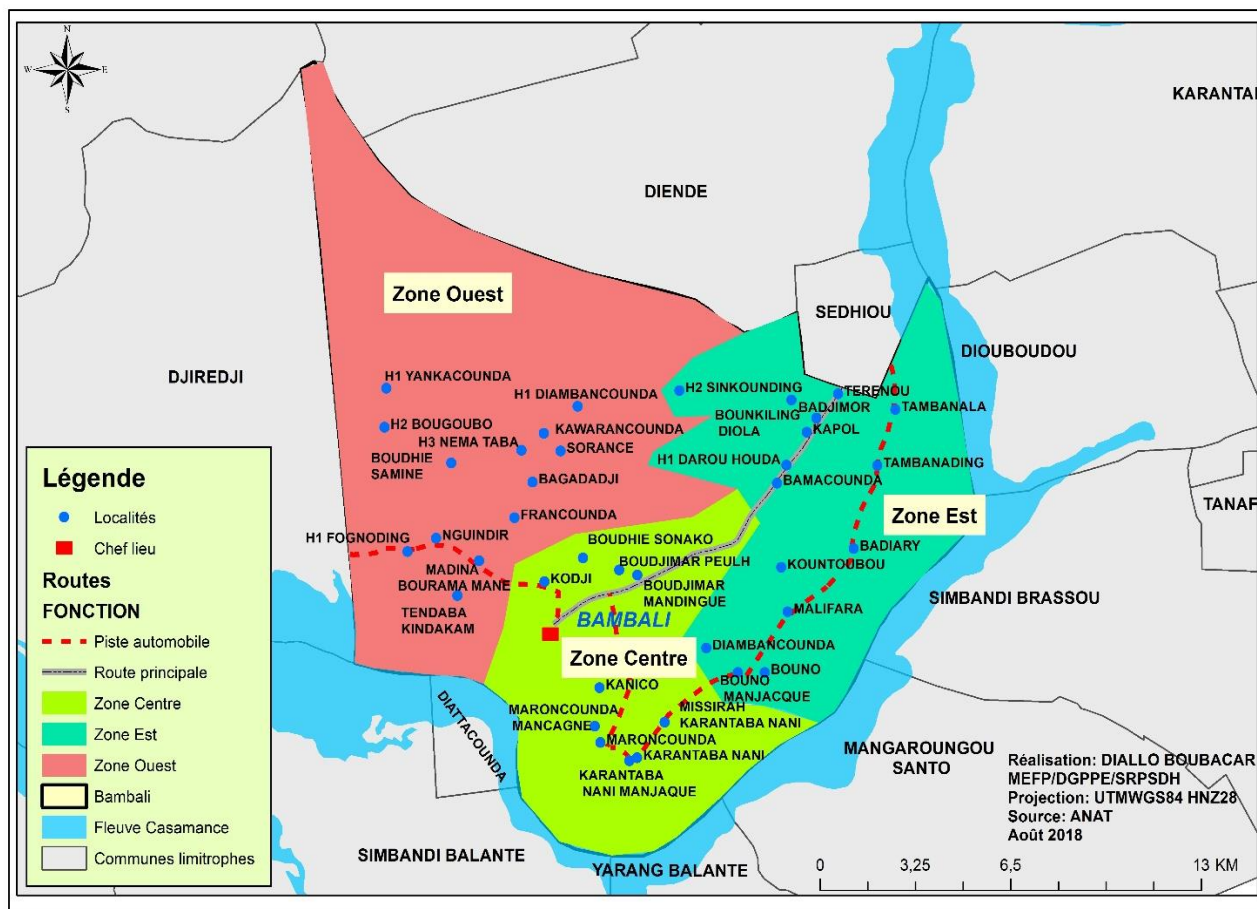 N
W
E
S
KARANTA
DIENDE
Zone Ouest
SEDHIOU
DIOUBOUDOU
DJIREDJI
H1 YANKACOUNDA
H1 DIAMBANCOUNDA
H2 SINKOUNDING
TERENOU
BADJIMOR
TAMBANALA
BOUNKILING
DIOLA
KAPOL
H2 BOUGOUBO
KAWARANCOUNDA
H3 NEMA TABA
SORANCE
BOUDHIE
SAMINE
H1 DAROU HOUDA
TAMBANADING
BAGADADJI
BAMACOUNDA
TANAF
FRANCOUNDA
Zone Est
H1 FOGNODING
NGUINDIR
BOUDHIE SONAKO
BADIARY
MADINA
BOURAMA MANE
KODJI
BOUDJIMAR PEULH
BOUDJIMAR
MANDINGUE
KOUNTOUBOU
TENDABA
KINDAKAM
BAMBALI
MALIFARA
SIMBANDI BRASSOU
Zone Centre
DIAMBANCOUNDA
KANICO
BOUNO
MANJACQUE
BOUNO
DIATTACOUNDA
MARONCOUNDA
MANCAGNE
MISSIRAH
KARANTABA NANI
MARONCOUNDA
KARANTABA NANI
KARANTABA
NANI MANJAQUE
MANGAROUNGOU
SANTO
SIMBANDI BALANTE
YARANG BALANTE
Légende
Localités
Chef lieu
Routes
FONCTION
Piste automobile
Route principale
Zone Centre
Zone Est
Zone Ouest
Bambali
Fleuve Casamance
Communes limitrophes
Réalisation: DIALLO BOUBACAR
MEFP/DGPPE/SRPSDH
Projection: UTMWGS84 HNZ28
Source: ANAT
Août 2018
0 3,25 6,5 13 KM